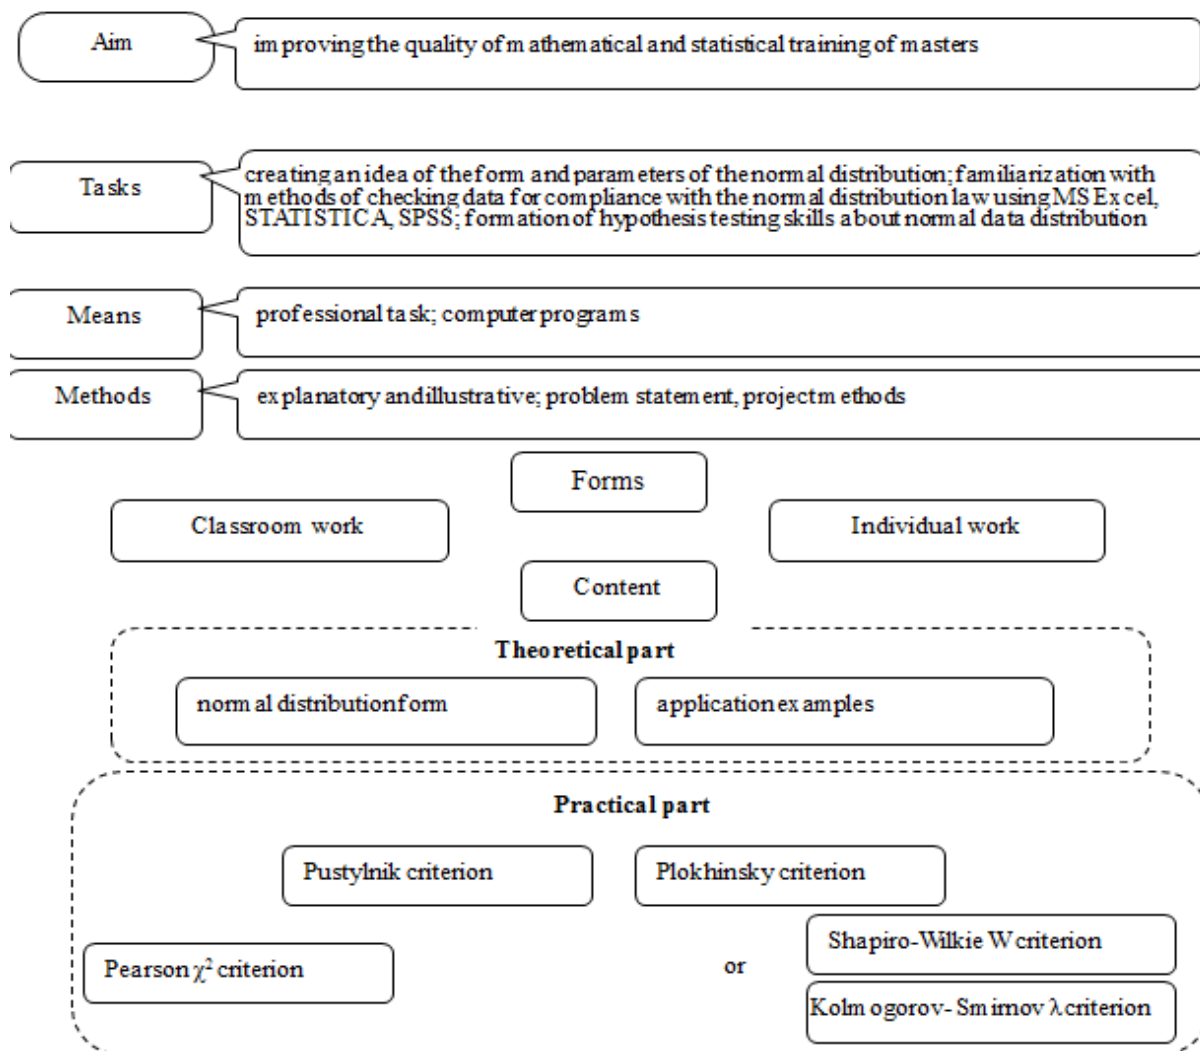 Aim
improving the quality of mathematical and statistical training of masters
Tasks
creating an idea of the form and parameters of the normal distribution; familiarization with
methods of checking data for compliance with the normal distribution law using MS Excel,
STATISTICA, SPSS; formation of hypothesis testing skills about normal data distribution
Means
professional task; computer programs
Methods
explanatory and illustrative; problem statement, project methods
Forms
Classroom work
Individual work
Content
Theoretical part
normal distribution form
application examples
Practical part
Pustylnik criterion
Plokhinsky criterion
Shapiro-Wilkie W criterion
Pearson χ² criterion
or
Kolmogorov- Smirnov λ criterion